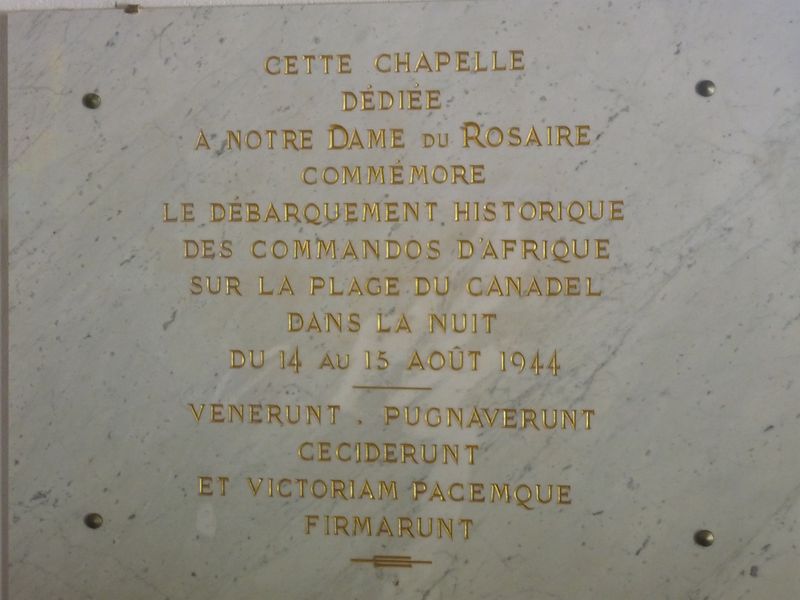 CETTE CHAPELLE
DÉDIÉE
A NOTRE DAME DU ROSAIRE
COMMÉMORE
LE DÉBARQUEMENT HISTORIQUE
DES COMMANDOS D'AFRIQUE
SUR LA PLAGE DU CANADEL
DANS LA NUIT
DU 14 AU 15 AOÛT 1944
VENERUNT . PUGNAVERUNT
CECIDERUNT
ET VICTORIAM PACEMQUE
FIRMARUNT